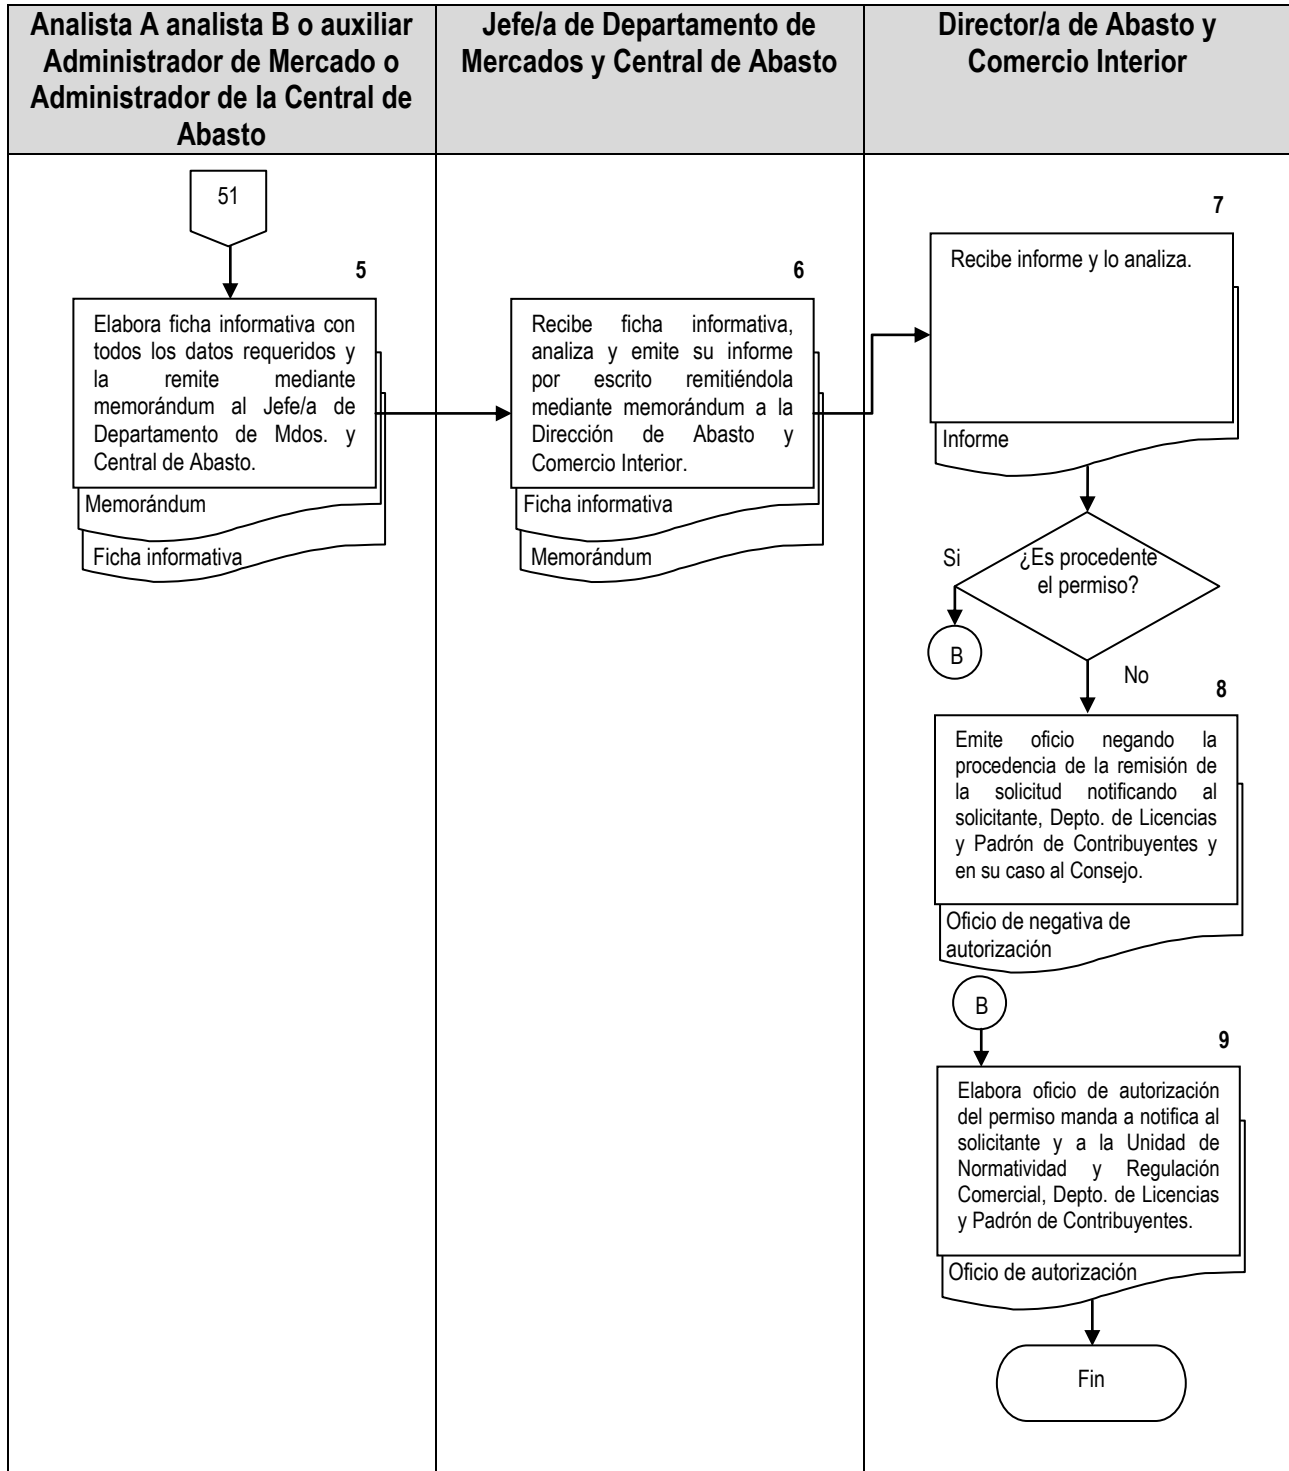 Analista A analista B o auxiliar
Administrador de Mercado o
Administrador de la Central de
Abasto
Jefe/a de Departamento de
Mercados y Central de Abasto
Director/a de Abasto y
Comercio Interior
51
5
Elabora ficha informativa con
todos los datos requeridos y
la remite mediante
memorándum al Jefe/a de
Departamento de Mdos. y
Central de Abasto.
Memorándum
Ficha informativa
6
Recibe ficha informativa,
analiza y emite su informe
por escrito remitiéndola
mediante memorándum a la
Dirección de Abasto y
Comercio Interior.
Ficha informativa
Memorándum
7
Recibe informe y lo analiza.
Informe
¿Es procedente
el permiso?
Si
B
No
8
Emite oficio negando la
procedencia de la remisión de
la solicitud notificando al
solicitante, Depto. de Licencias
y Padrón de Contribuyentes y
en su caso al Consejo.
Oficio de negativa de
autorización
B
9
Elabora oficio de autorización
del permiso manda a notifica al
solicitante y a la Unidad de
Normatividad y Regulación
Comercial, Depto. de Licencias
y Padrón de Contribuyentes.
Oficio de autorización
Fin